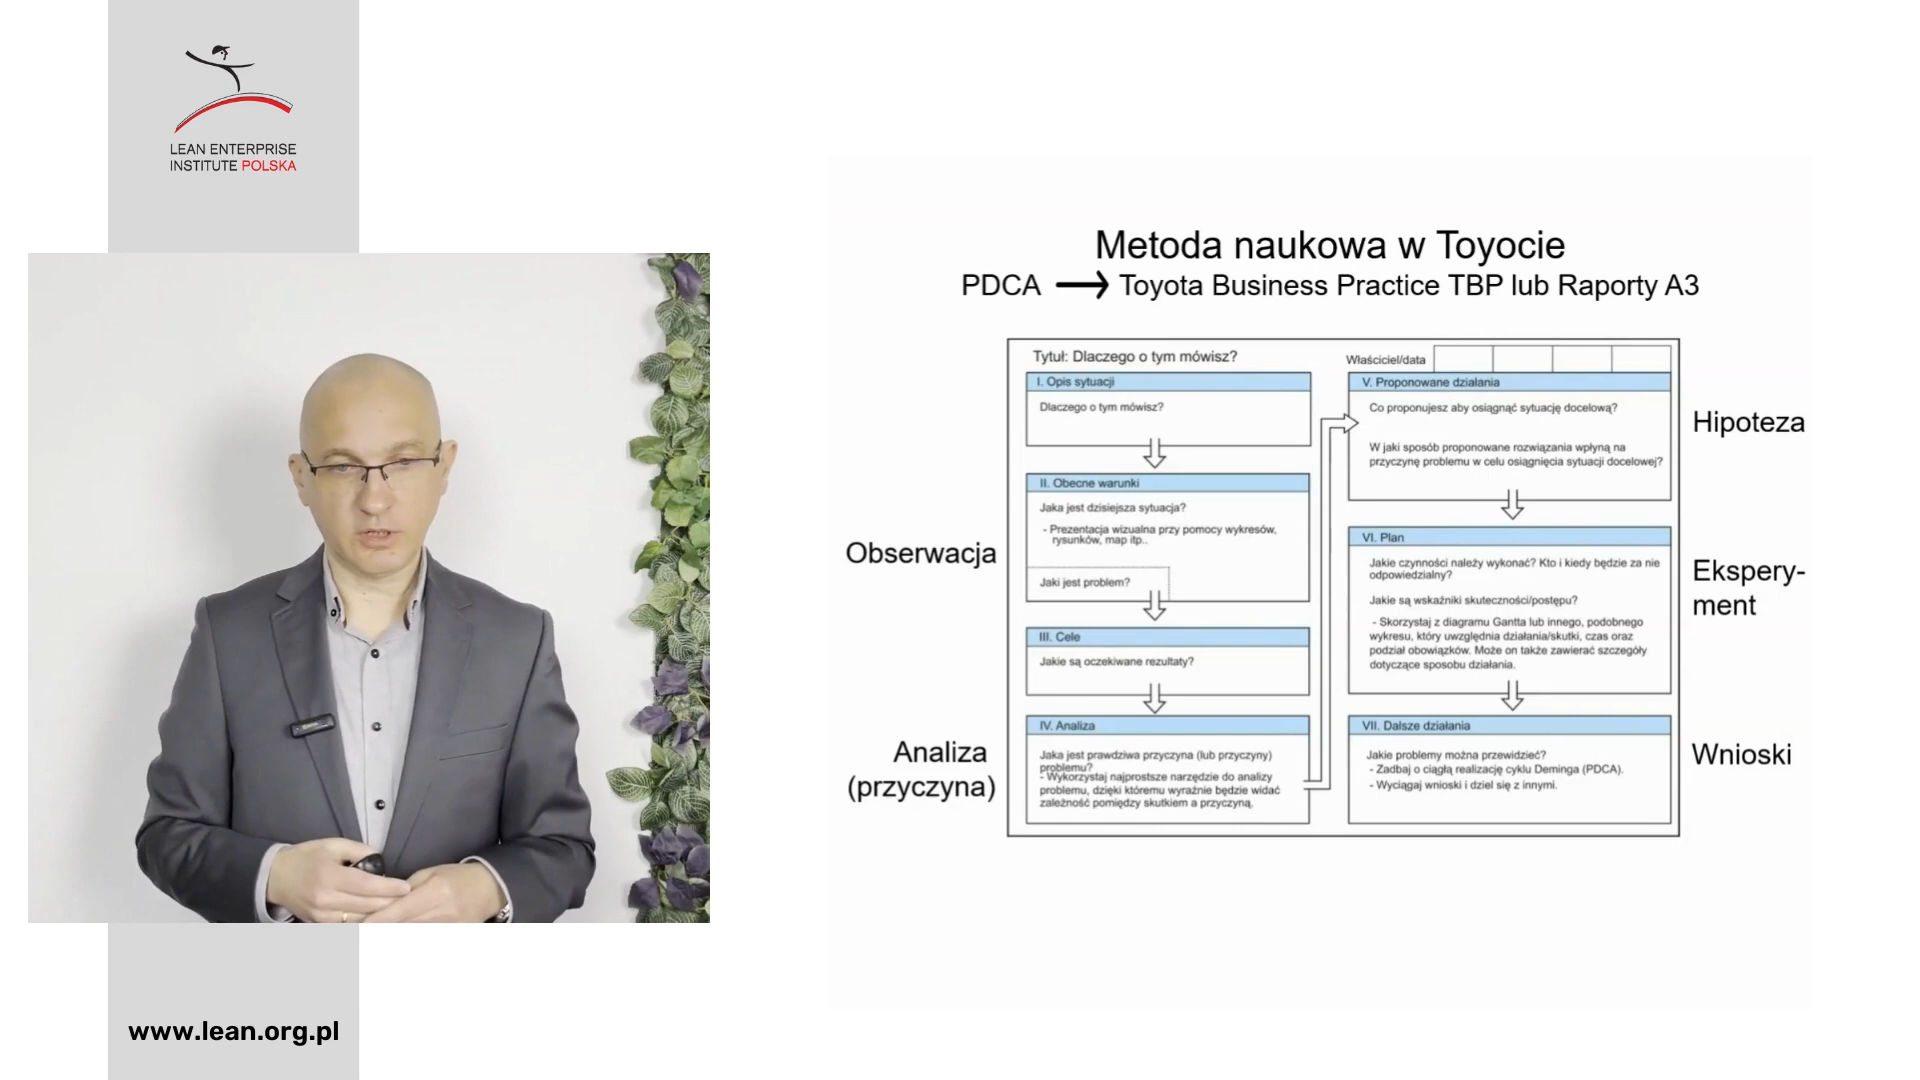 LEAN ENTERPRISE
INSTITUTE POLSKA
www.lean.org.pl
Metoda naukowa w Toyocie
PDCA → Toyota Business Practice TBP lub Raporty A3
Tytuł: Dlaczego o tym mówisz?
Właściciel/data
I. Opis sytuacji
Dlaczego o tym mówisz?
Obserwacja
II. Obecne warunki
Jaka jest dzisiejsza sytuacja?
- Prezentacja wizualna przy pomocy wykresów,
rysunków, map itp..
Jaki jest problem?
III. Cele
Jakie są oczekiwane rezultaty?
Analiza
(przyczyna)
IV. Analiza
Jaka jest prawdziwa przyczyna (lub przyczyny)
problemu?
- Wykorzystaj najprostsze narzędzie do analizy
problemu, dzięki któremu wyraźnie będzie widać
zależność pomiędzy skutkiem a przyczyną.
V. Proponowane działania
Co proponujesz aby osiągnąć sytuację docelową?
W jaki sposób proponowane rozwiązania wpłyną na
przyczynę problemu w celu osiągnięcia sytuacji docelowej?
Hipoteza
VI. Plan
Jakie czynności należy wykonać? Kto i kiedy będzie za nie
odpowiedzialny?
Jakie są wskaźniki skuteczności/postępu?
- Skorzystaj z diagramu Gantta lub innego, podobnego
wykresu, który uwzględnia działania/skutki, czas oraz
podział obowiązków. Może on także zawierać szczegóły
dotyczące sposobu działania.
Ekspery-
ment
VII. Dalsze działania
Jakie problemy można przewidzieć?
- Zadbaj o ciągłą realizację cyklu Deminga (PDCA).
- Wyciągaj wnioski i dziel się z innymi.
Wnioski